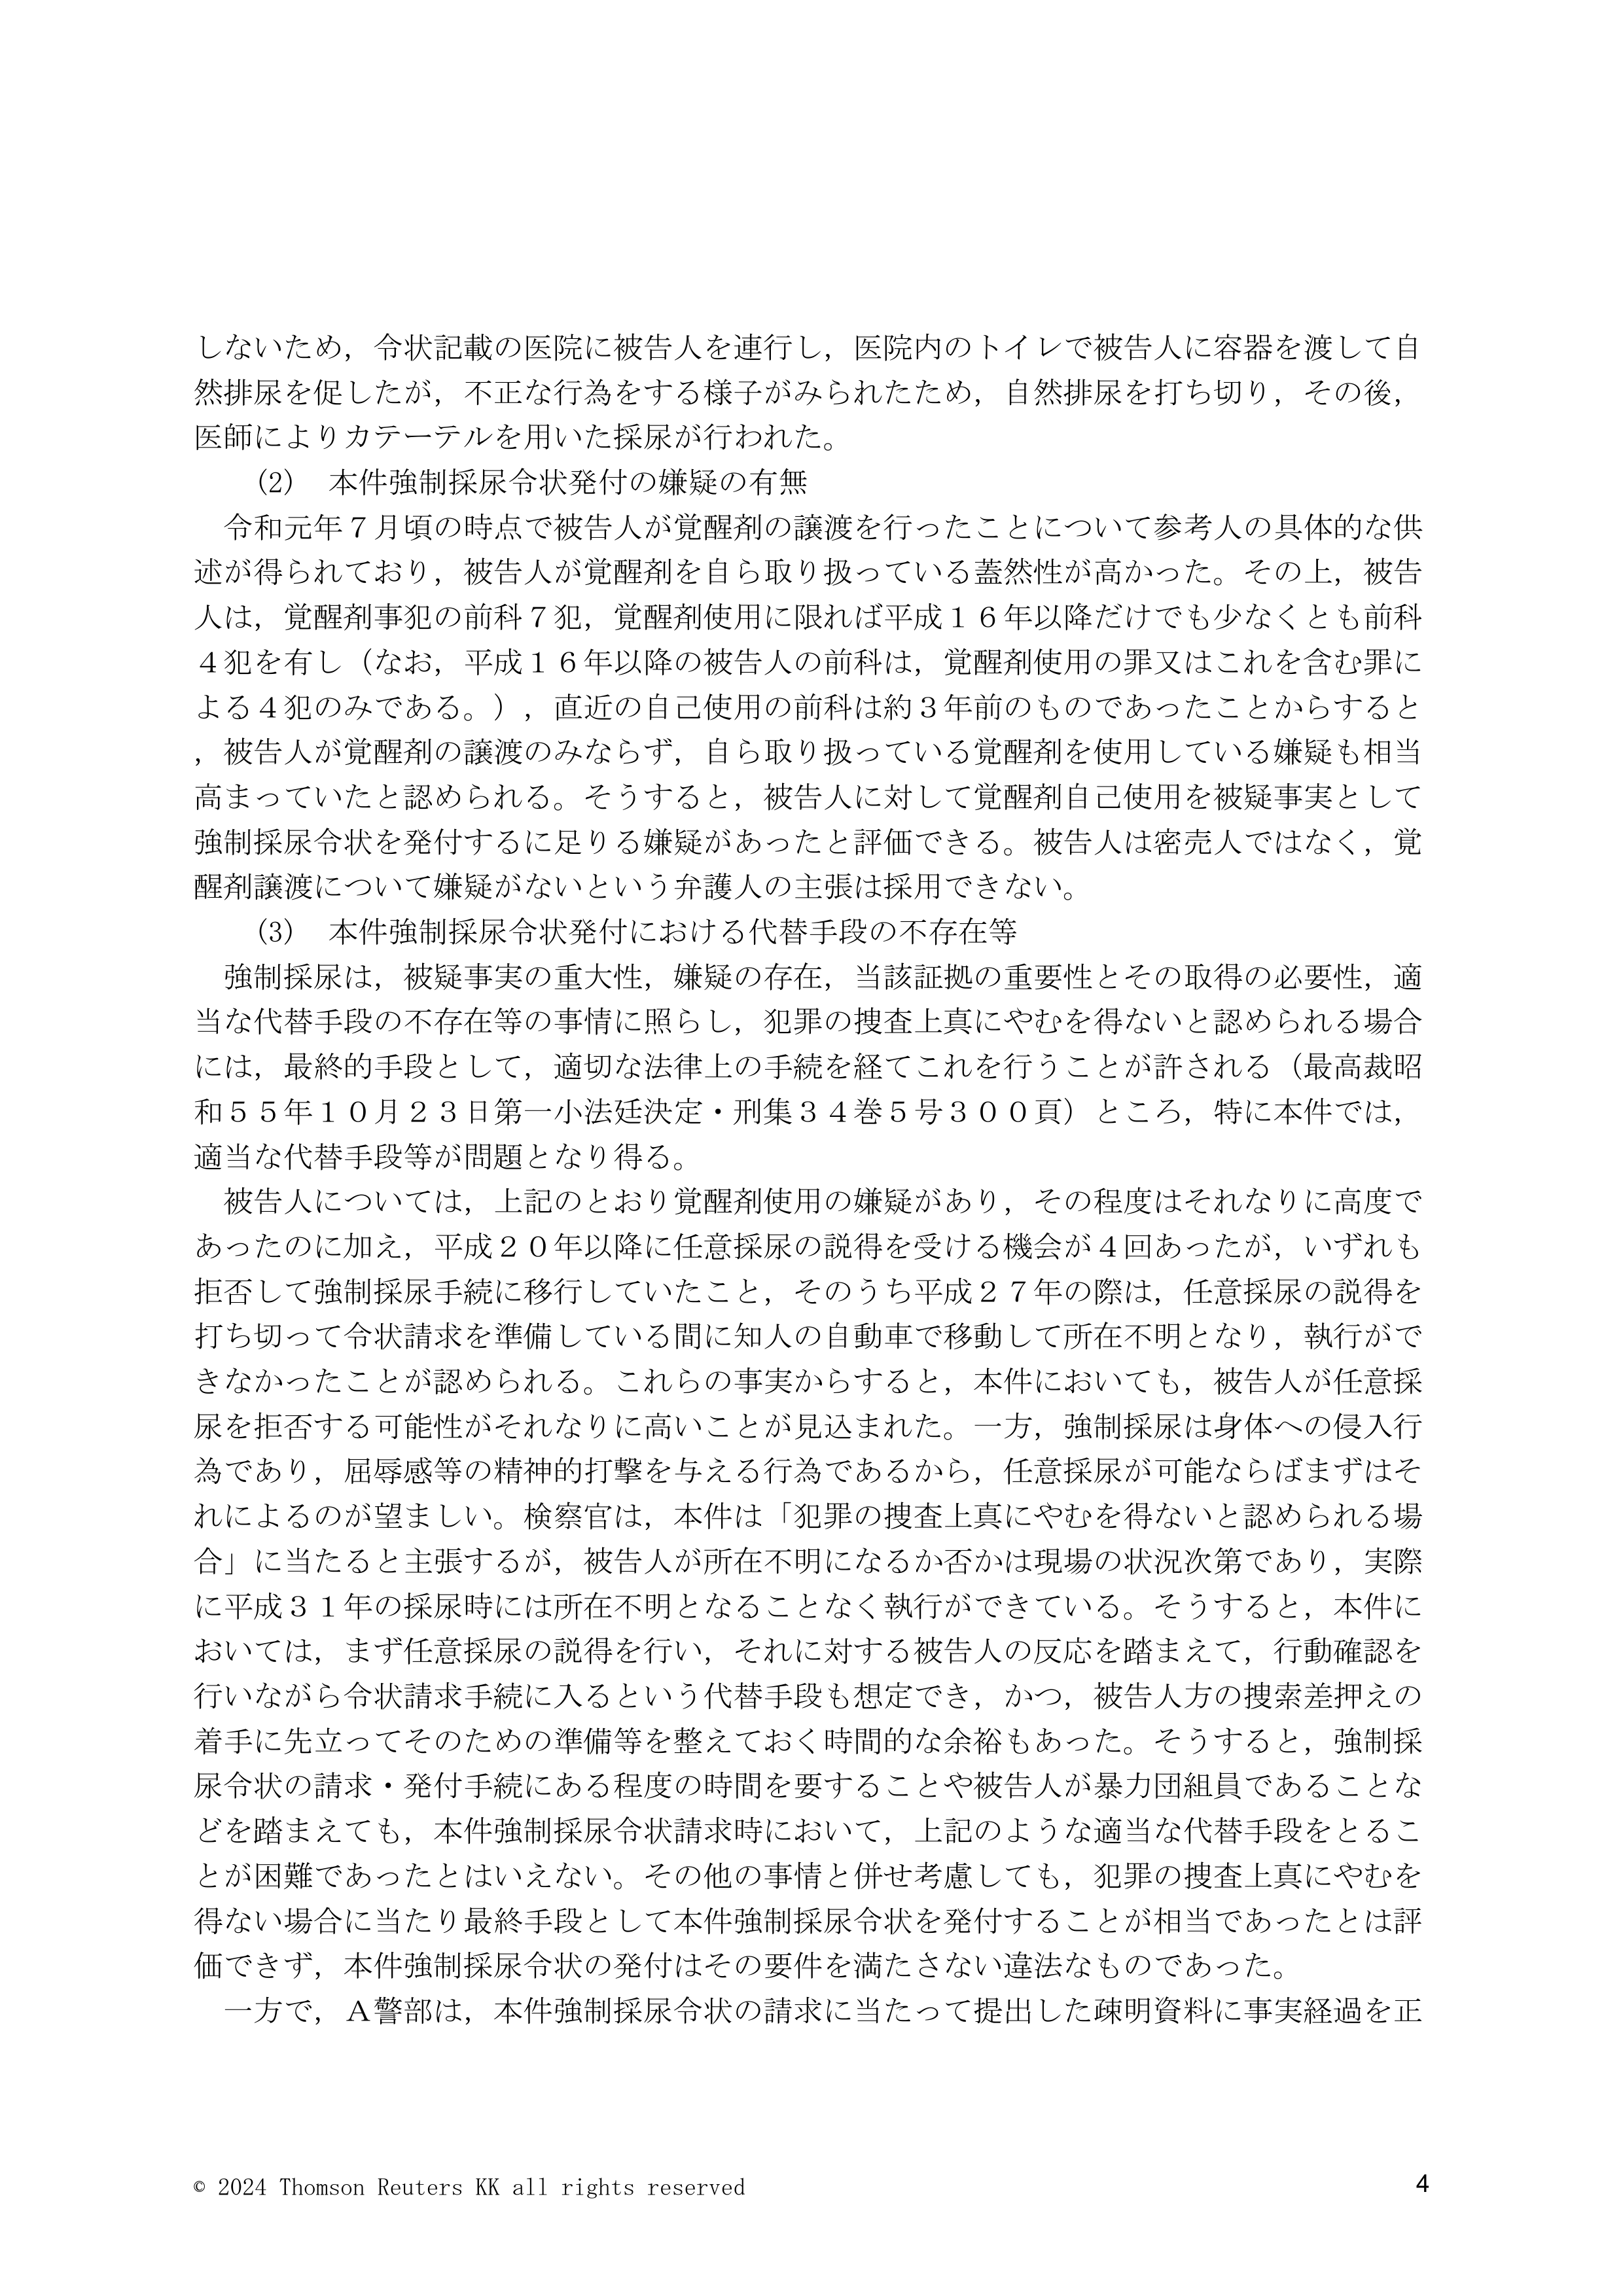 しないため，令状記載の医院に被告人を連行し，医院内のトイレで被告人に容器を渡して自
然排尿を促したが，不正な行為をする様子がみられたため，自然排尿を打ち切り，その後，
医師によりカテーテルを用いた採尿が行われた。
（2）　本件強制採尿令状発付の嫌疑の有無
令和元年７月頃の時点で被告人が覚醒剤の譲渡を行ったことについて参考人の具体的な供
述が得られており，被告人が覚醒剤を自ら取り扱っている蓋然性が高かった。その上，被告
人は，覚醒剤事犯の前科７犯，覚醒剤使用に限れば平成１６年以降だけでも少なくとも前科
４犯を有し（なお，平成１６年以降の被告人の前科は，覚醒剤使用の罪又はこれを含む罪に
よる４犯のみである。），直近の自己使用の前科は約３年前のものであったことからすると
，被告人が覚醒剤の譲渡のみならず，自ら取り扱っている覚醒剤を使用している嫌疑も相当
高まっていたと認められる。そうすると，被告人に対して覚醒剤自己使用を被疑事実として
強制採尿令状を発付するに足りる嫌疑があったと評価できる。被告人は密売人ではなく，覚
醒剤譲渡について嫌疑がないという弁護人の主張は採用できない。
（3）　本件強制採尿令状発付における代替手段の不存在等
強制採尿は，被疑事実の重大性，嫌疑の存在，当該証拠の重要性とその取得の必要性，適
当な代替手段の不存在等の事情に照らし，犯罪の捜査上真にやむを得ないと認められる場合
には，最終的手段として，適切な法律上の手続を経てこれを行うことが許される（最高裁昭
和５５年１０月２３日第一小法廷決定・刑集３４巻５号３００頁）ところ，特に本件では，
適当な代替手段等が問題となり得る。
被告人については，上記のとおり覚醒剤使用の嫌疑があり，その程度はそれなりに高度で
あったのに加え，平成２０年以降に任意採尿の説得を受ける機会が４回あったが，いずれも
拒否して強制採尿手続に移行していたこと，そのうち平成２７年の際は，任意採尿の説得を
打ち切って令状請求を準備している間に知人の自動車で移動して所在不明となり，執行がで
きなかったことが認められる。これらの事実からすると，本件においても，被告人が任意採
尿を拒否する可能性がそれなりに高いことが見込まれた。一方，強制採尿は身体への侵入行
為であり，屈辱感等の精神的打撃を与える行為であるから，任意採尿が可能ならばまずはそ
れによるのが望ましい。検察官は，本件は「犯罪の捜査上真にやむを得ないと認められる場
合」に当たると主張するが，被告人が所在不明になるか否かは現場の状況次第であり，実際
に平成３１年の採尿時には所在不明となることなく執行ができている。そうすると，本件に
おいては，まず任意採尿の説得を行い，それに対する被告人の反応を踏まえて，行動確認を
行いながら令状請求手続に入るという代替手段も想定でき，かつ，被告人方の捜索差押えの
着手に先立ってそのための準備等を整えておく時間的な余裕もあった。そうすると，強制採
尿令状の請求・発付手続にある程度の時間を要することや被告人が暴力団組員であることな
どを踏まえても，本件強制採尿令状請求時において，上記のような適当な代替手段をとるこ
とが困難であったとはいえない。その他の事情と併せ考慮しても，犯罪の捜査上真にやむを
得ない場合に当たり最終手段として本件強制採尿令状を発付することが相当であったとは評
価できず，本件強制採尿令状の発付はその要件を満たさない違法なものであった。
一方で，Ａ警部は，本件強制採尿令状の請求に当たって提出した疎明資料に事実経過を正
© 2024 Thomson Reuters KK all rights reserved
4